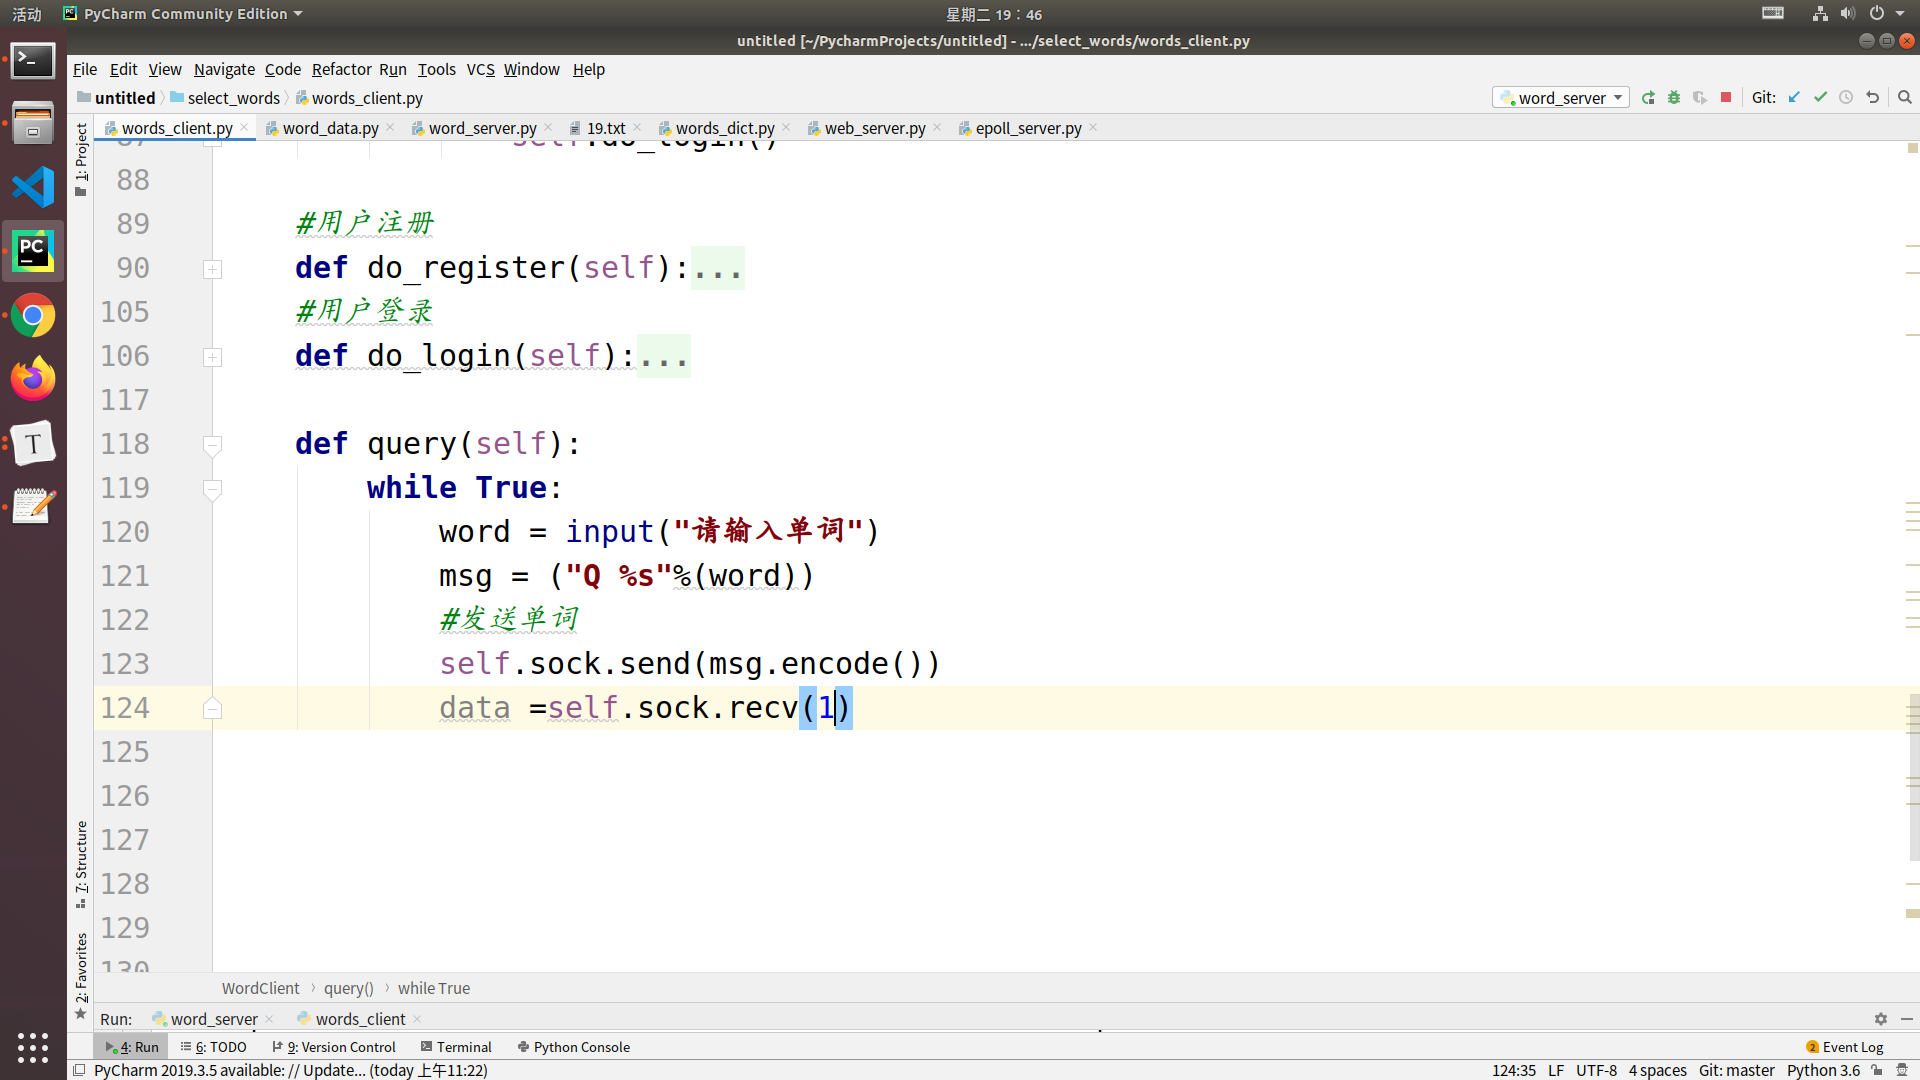 活动 PyCharm Community Edition 星期二 19：46
untitled [~/PycharmProjects/untitled] - .../select_words/words_client.py
File Edit View Navigate Code Refactor Run Tools VCS Window Help
untitled select_words words_client.py word_server Git:
words_client.py word_data.py word_server.py 19.txt words_dict.py web_server.py epoll_server.py
1: Project
87 self.do_login()
88
89 #用户注册
90 def do_register(self):...
105 #用户登录
106 def do_login(self):...
117
118 def query(self):
119 while True:
120 word = input("请输入单词")
121 msg = ("Q %s"%(word))
122 #发送单词
123 self.sock.send(msg.encode())
124 data =self.sock.recv(1)
125
126
127
128
129
130
7: Structure
2: Favorites
WordClient query() while True
Run: word_server words_client
4: Run 6: TODO 9: Version Control Terminal Python Console 2 Event Log
PyCharm 2019.3.5 available: // Update... (today 上午11:22) 124:35 LF UTF-8 4 spaces Git: master Python 3.6